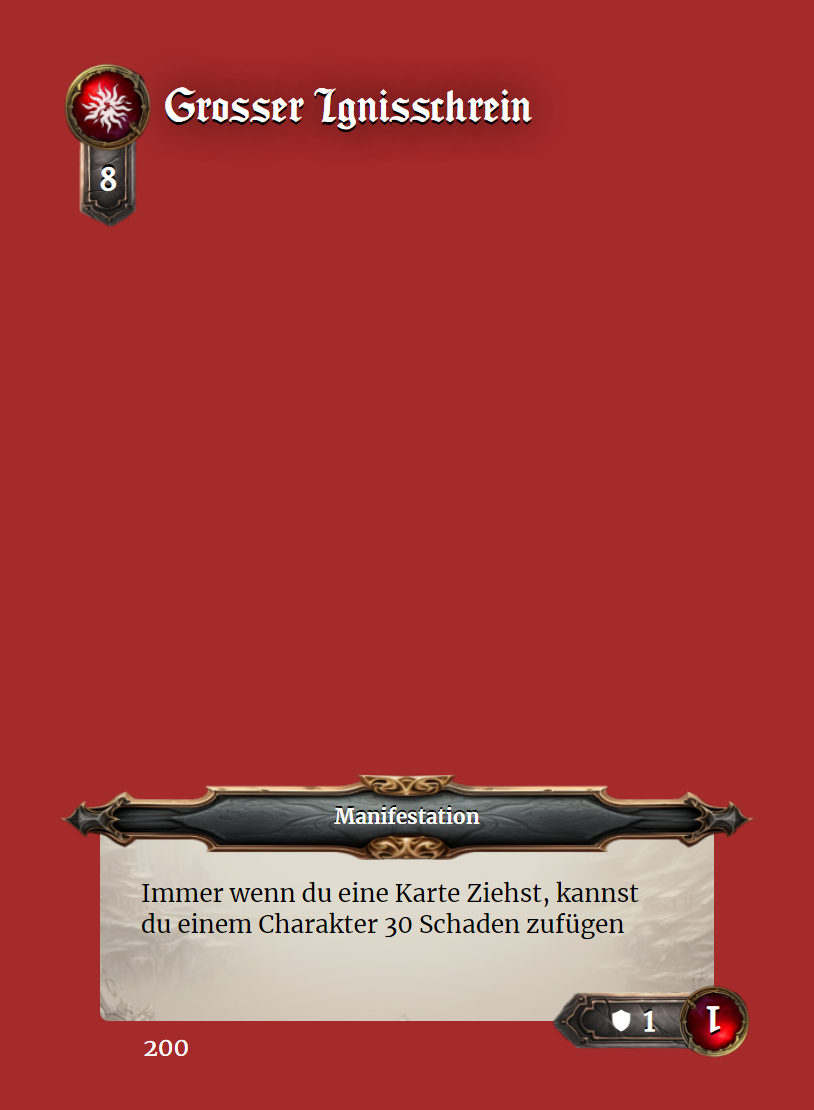 Grosser Ignisschrein
8
Manifestation
Immer wenn du eine Karte Ziehst, kannst
du einem Charakter 30 Schaden zufügen
1
1
200